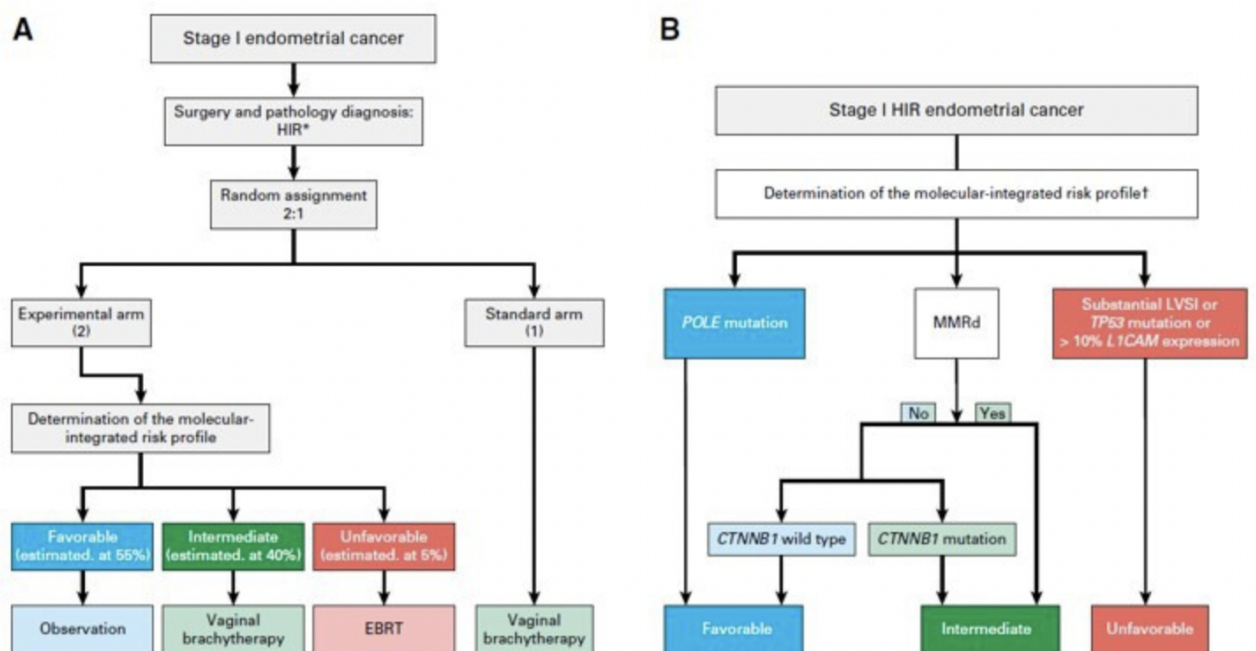 A
Stage I endometrial cancer
Surgery and pathology diagnosis:
HIR*
Random assignment
2:1
Experimental arm
(2)
Standard arm
(1)
Determination of the molecular-
integrated risk profile
Favorable
(estimated. at 55%)
Intermediate
(estimated. at 40%)
Unfavorable
(estimated. at 5%)
Observation
Vaginal
brachytherapy
EBRT
Vaginal
brachytherapy
B
Stage I HIR endometrial cancer
Determination of the molecular-integrated risk profile†
POLE mutation
MMRd
Substantial LVSI or
TP53 mutation or
> 10% L1CAM expression
No
Yes
CTNNB1 wild type
CTNNB1 mutation
Favorable
Intermediate
Unfavorable